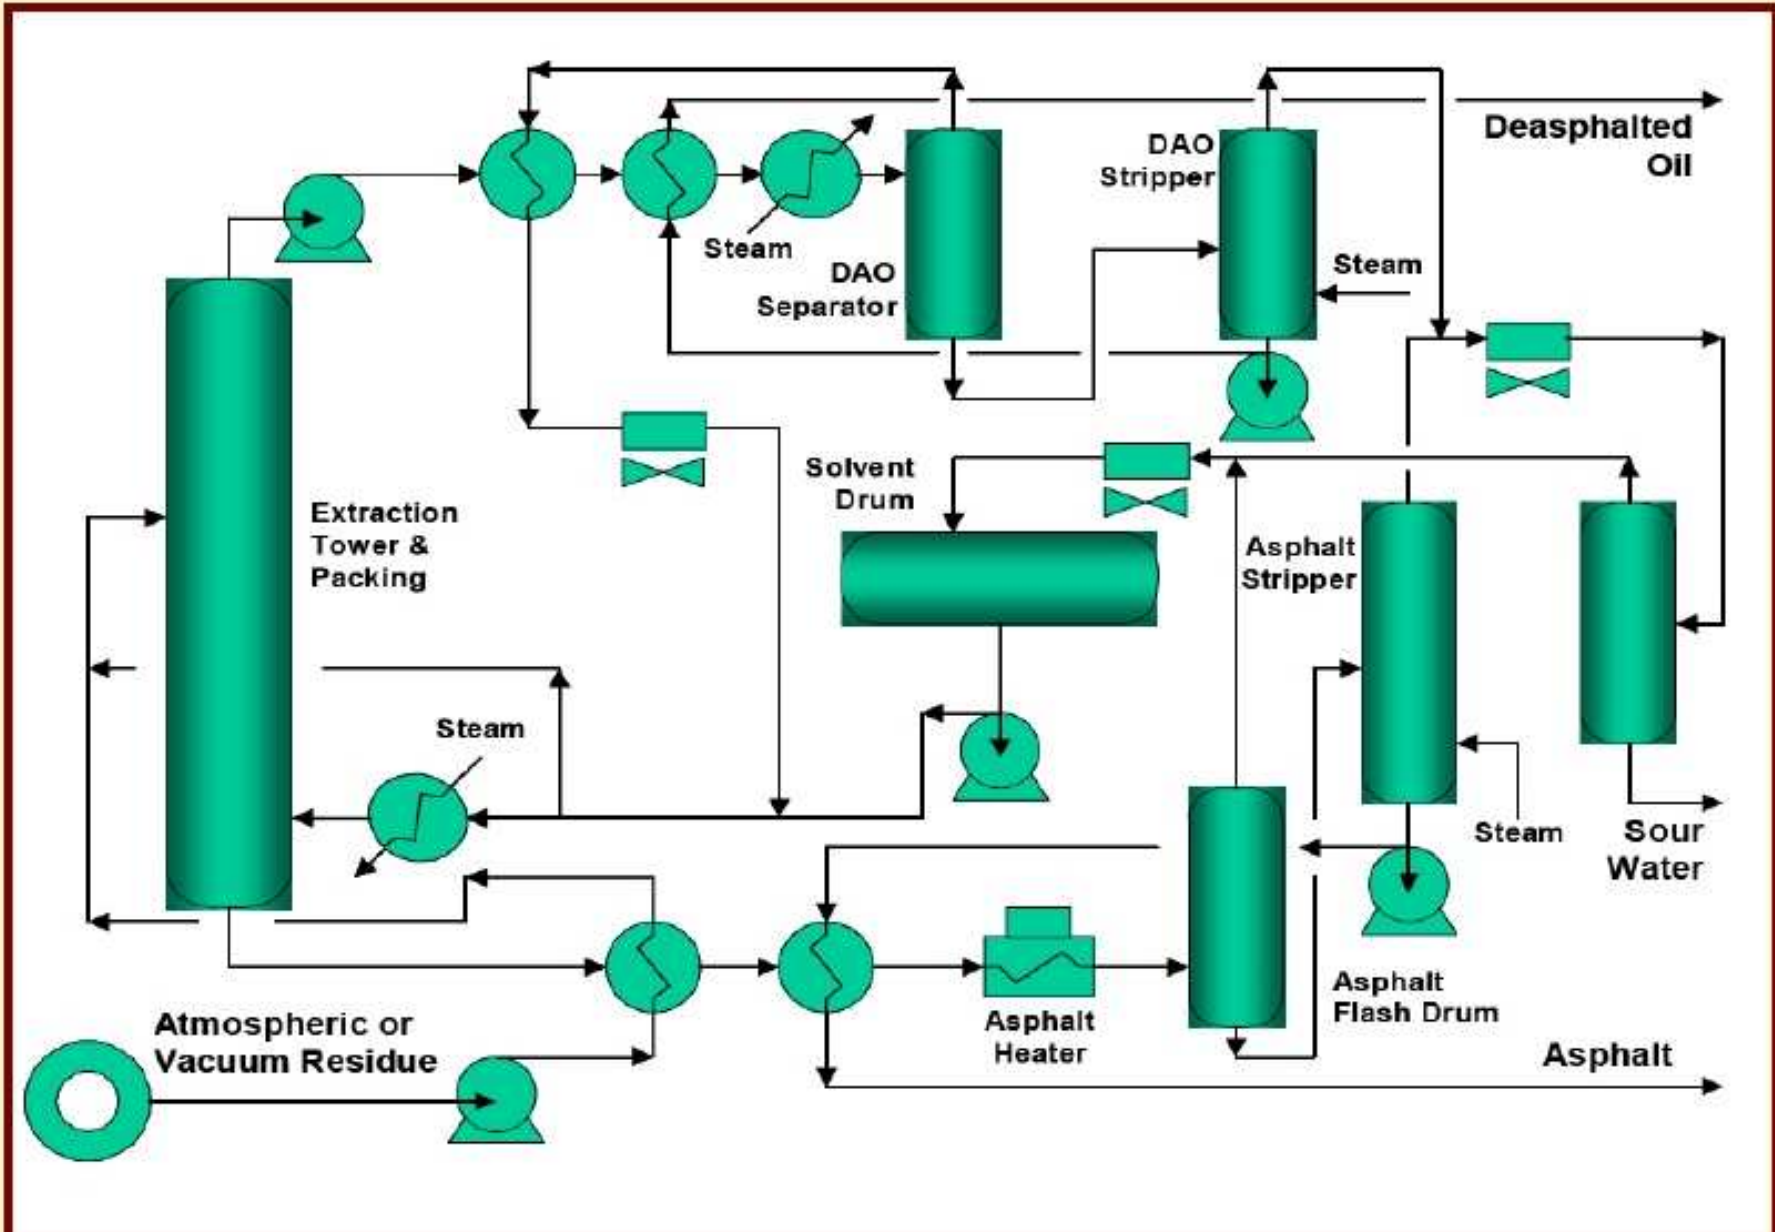 Deasphalted
Oil
DAO
Stripper
Steam
DAO
Separator
Steam
Solvent
Drum
Extraction
Tower &
Packing
Asphalt
Stripper
Steam
Steam
Sour
Water
Asphalt
Flash Drum
Atmospheric or
Vacuum Residue
Asphalt
Heater
Asphalt